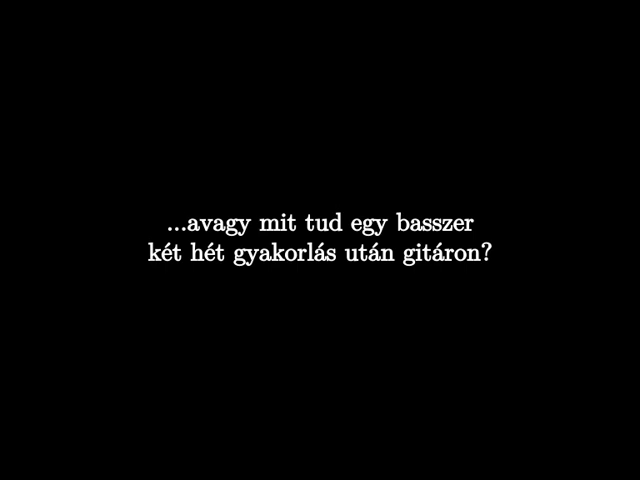 ...avagy mit tud egy basszer
két hét gyakorlás után gitáron?